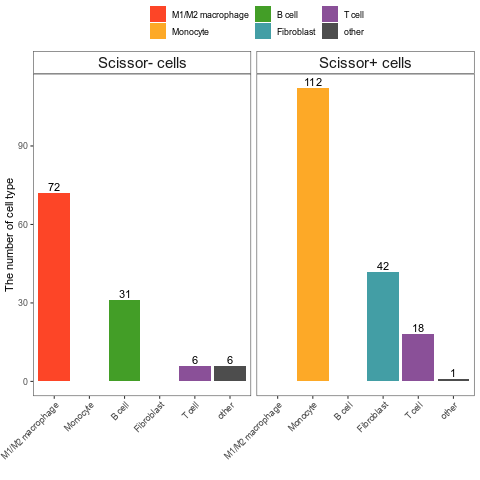 M1/M2 macrophage B cell T cell
Monocyte Fibroblast other
Scissor- cells Scissor+ cells
The number of cell type
90
60
30
0
72
31
6
6
112
42
18
1
M1/M2 macrophage
Monocyte
B cell
Fibroblast
T cell
other
M1/M2 macrophage
Monocyte
B cell
Fibroblast
T cell
other